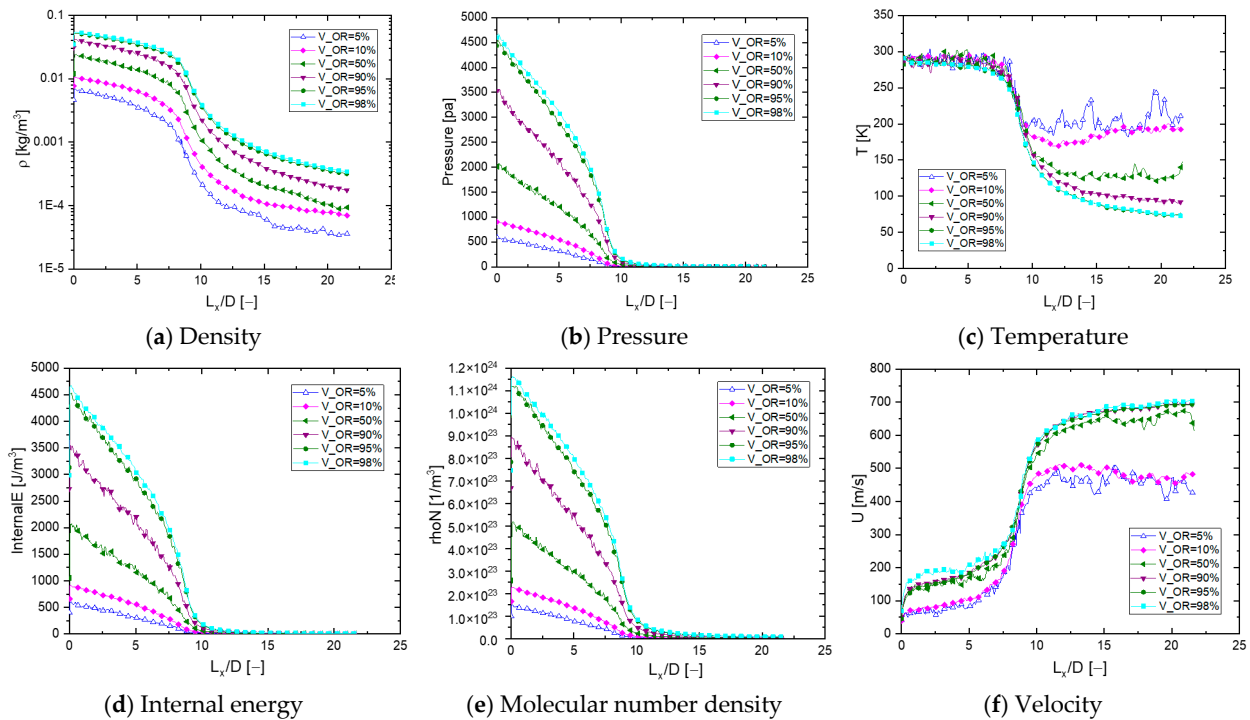 V_OR=5%
V_OR=10%
V_OR=50%
V_OR=90%
V_OR=95%
V_OR=98%
0.1
0.01
0.001
1E-4
1E-5
ρ [kg/m³]
0 5 10 15 20 25
Lₓ/D [–]
(a) Density
V_OR=5%
V_OR=10%
V_OR=50%
V_OR=90%
V_OR=95%
V_OR=98%
5000
4500
4000
3500
3000
2500
2000
1500
1000
500
0
Pressure [pa]
0 5 10 15 20 25
Lₓ/D [–]
(b) Pressure
350
300
250
200
150
100
50
0
T [K]
V_OR=5%
V_OR=10%
V_OR=50%
V_OR=90%
V_OR=95%
V_OR=98%
0 5 10 15 20 25
Lₓ/D [–]
(c) Temperature
5000
4500
4000
3500
3000
2500
2000
1500
1000
500
0
InternalE [J/m³]
V_OR=5%
V_OR=10%
V_OR=50%
V_OR=90%
V_OR=95%
V_OR=98%
0 5 10 15 20 25
Lₓ/D [–]
(d) Internal energy
1.2×10²⁴
1.1×10²⁴
1.0×10²⁴
9.0×10²³
8.0×10²³
6.8×10²³
5.6×10²³
4.5×10²³
3.4×10²³
2.3×10²³
1.0×10²³
0.0
rhoN [1/m³]
V_OR=5%
V_OR=10%
V_OR=50%
V_OR=90%
V_OR=95%
V_OR=98%
0 5 10 15 20 25
Lₓ/D [–]
(e) Molecular number density
800
700
600
500
400
300
200
100
0
U [m/s]
V_OR=5%
V_OR=10%
V_OR=50%
V_OR=90%
V_OR=95%
V_OR=98%
0 5 10 15 20 25
Lₓ/D [–]
(f) Velocity